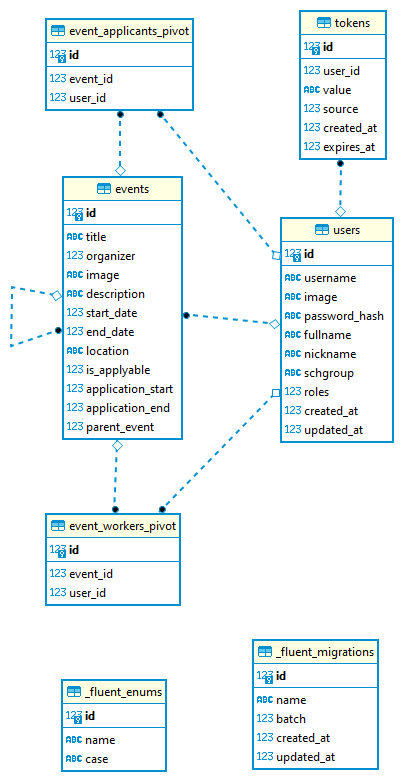 event_applicants_pivot
123 id
123 event_id
123 user_id
tokens
123 id
123 user_id
ABC value
123 source
123 created_at
123 expires_at
events
123 id
ABC title
123 organizer
ABC image
ABC description
123 start_date
123 end_date
ABC location
123 is_applyable
123 application_start
123 application_end
123 parent_event
users
123 id
ABC username
ABC image
ABC password_hash
ABC fullname
ABC nickname
ABC schgroup
123 roles
123 created_at
123 updated_at
event_workers_pivot
123 id
123 event_id
123 user_id
_fluent_enums
123 id
ABC name
ABC case
_fluent_migrations
123 id
ABC name
123 batch
123 created_at
123 updated_at